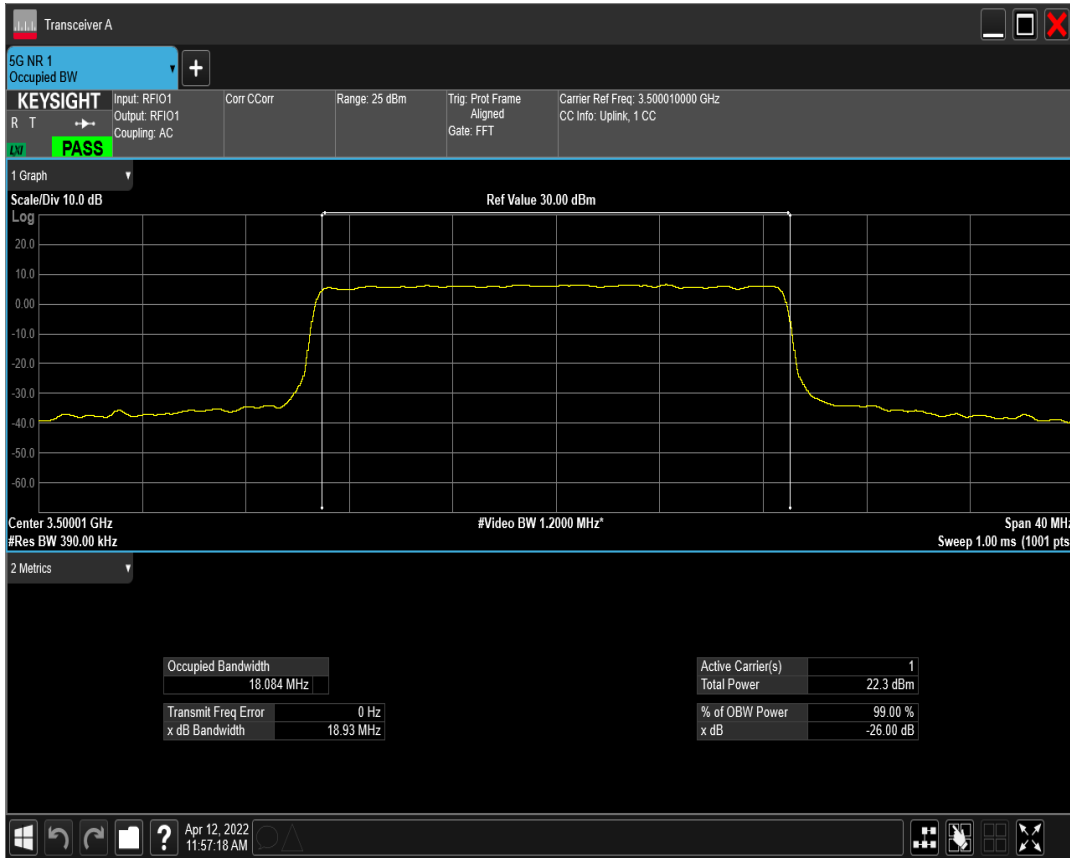 Transceiver A
5G NR 1
Occupied BW
+
KEYSIGHT
R T
LXI
PASS
Input: RFIO1
Output: RFIO1
Coupling: AC
Corr CCorr
Range: 25 dBm
Trig: Prot Frame
Aligned
Gate: FFT
Carrier Ref Freq: 3.500010000 GHz
CC Info: Uplink, 1 CC
1 Graph
Scale/Div 10.0 dB
Ref Value 30.00 dBm
Log
20.0
10.0
0.00
-10.0
-20.0
-30.0
-40.0
-50.0
-60.0
Center 3.50001 GHz
#Video BW 1.2000 MHz*
Span 40 MHz
#Res BW 390.00 kHz
Sweep 1.00 ms (1001 pts
2 Metrics
Occupied Bandwidth
18.084 MHz
Transmit Freq Error 0 Hz
x dB Bandwidth 18.93 MHz
Active Carrier(s) 1
Total Power 22.3 dBm
% of OBW Power 99.00 %
x dB -26.00 dB
?
Apr 12, 2022
11:57:18 AM